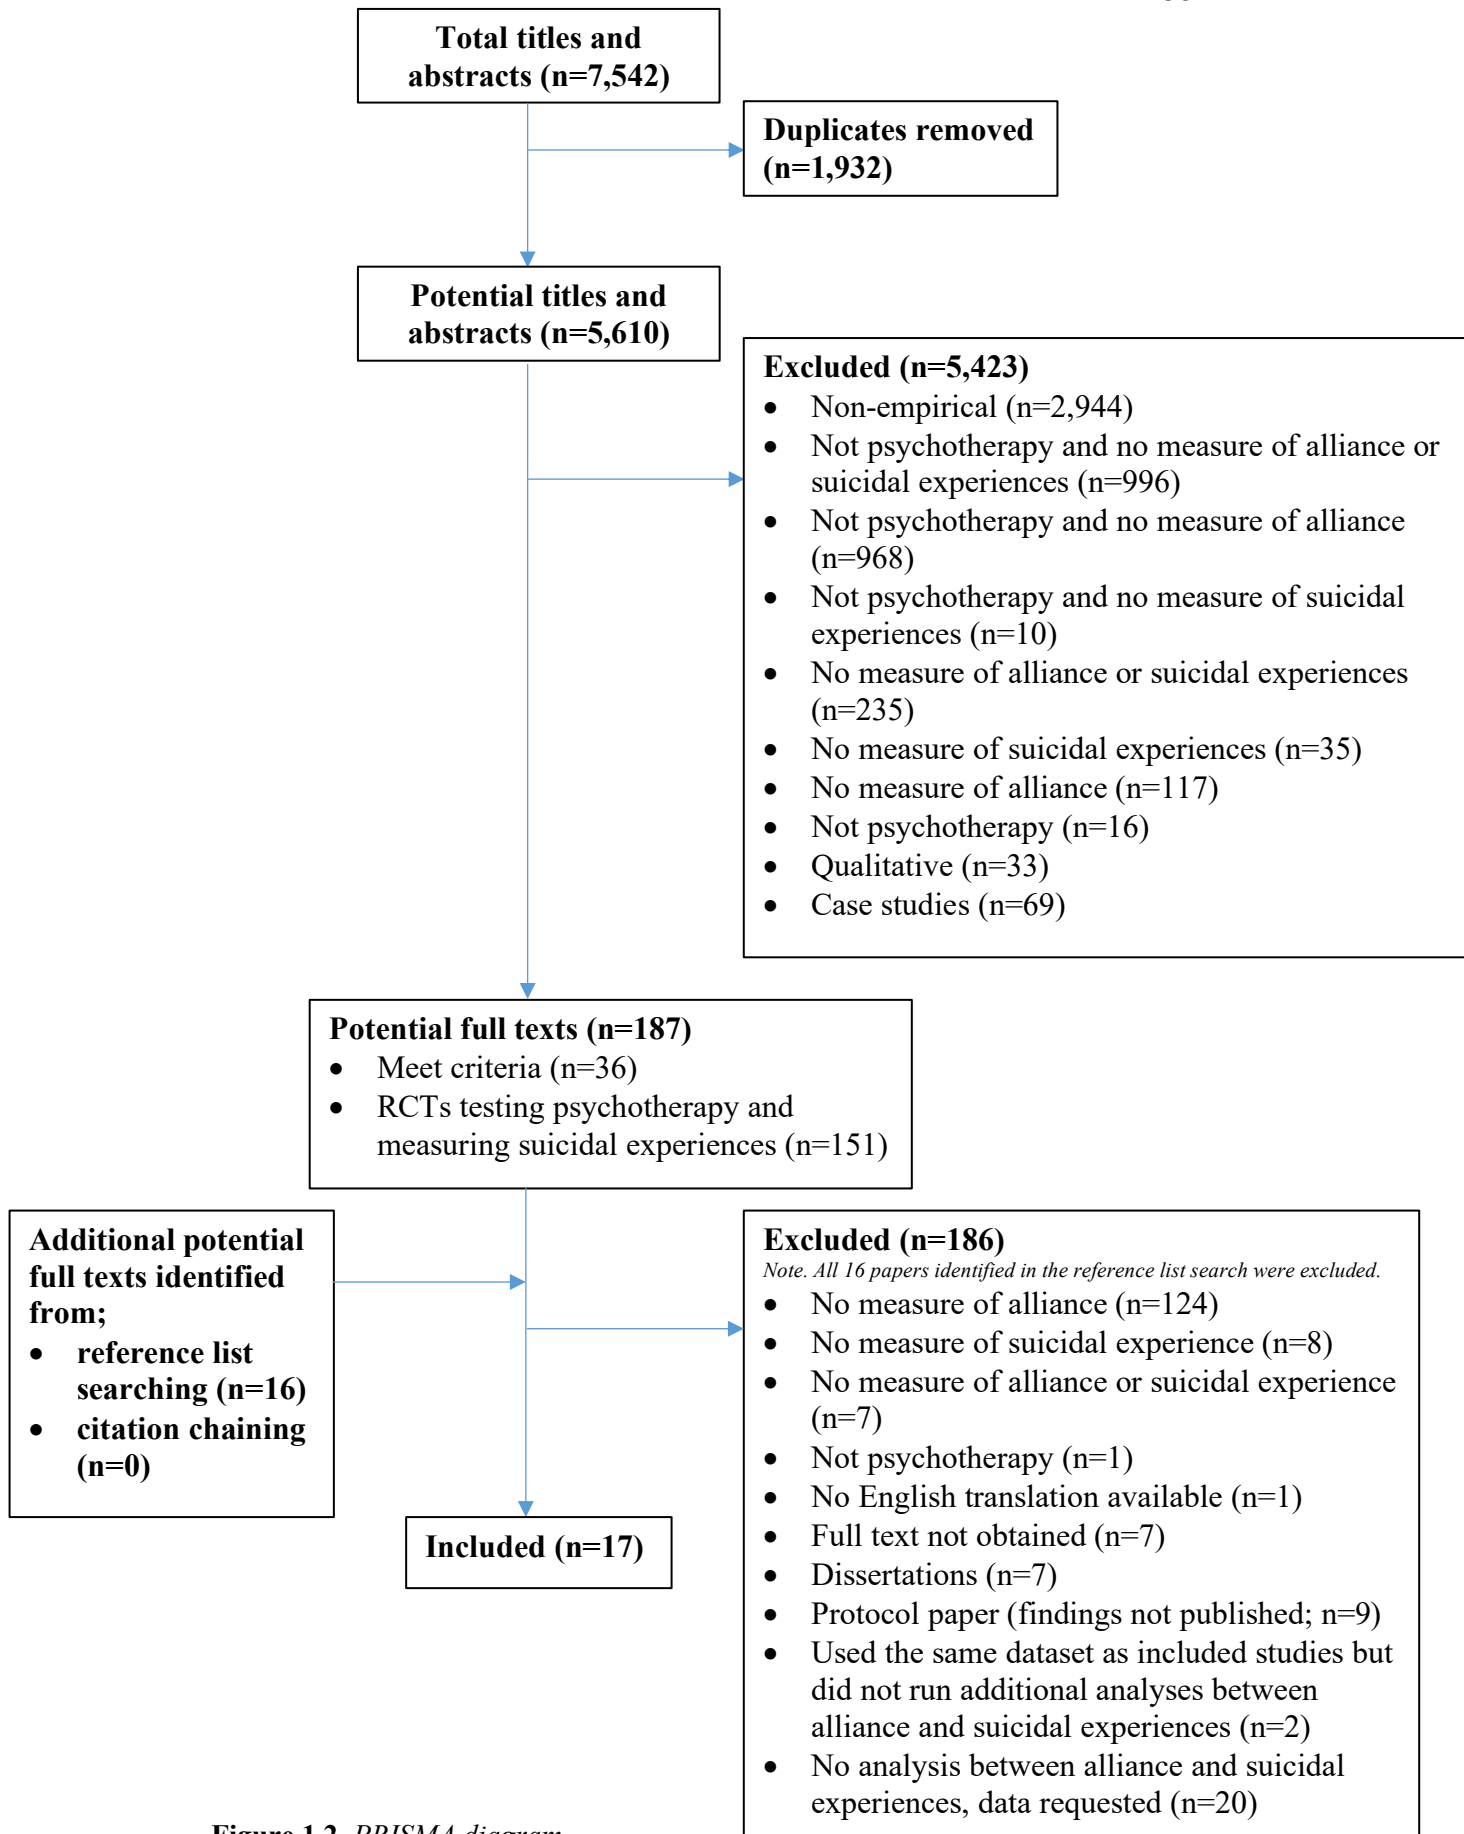 Total titles and
abstracts (n=7,542)
Duplicates removed
(n=1,932)
Potential titles and
abstracts (n=5,610)
Excluded (n=5,423)
• Non-empirical (n=2,944)
• Not psychotherapy and no measure of alliance or
suicidal experiences (n=996)
• Not psychotherapy and no measure of alliance
(n=968)
• Not psychotherapy and no measure of suicidal
experiences (n=10)
• No measure of alliance or suicidal experiences
(n=235)
• No measure of suicidal experiences (n=35)
• No measure of alliance (n=117)
• Not psychotherapy (n=16)
• Qualitative (n=33)
• Case studies (n=69)
Potential full texts (n=187)
• Meet criteria (n=36)
• RCTs testing psychotherapy and
measuring suicidal experiences (n=151)
Additional potential
full texts identified
from;
• reference list
searching (n=16)
• citation chaining
(n=0)
Excluded (n=186)
Note. All 16 papers identified in the reference list search were excluded.
• No measure of alliance (n=124)
• No measure of suicidal experience (n=8)
• No measure of alliance or suicidal experience
(n=7)
• Not psychotherapy (n=1)
• No English translation available (n=1)
• Full text not obtained (n=7)
• Dissertations (n=7)
• Protocol paper (findings not published; n=9)
• Used the same dataset as included studies but
did not run additional analyses between
alliance and suicidal experiences (n=2)
• No analysis between alliance and suicidal
experiences, data requested (n=20)
Included (n=17)
Figure 1.2. PRISMA diagram